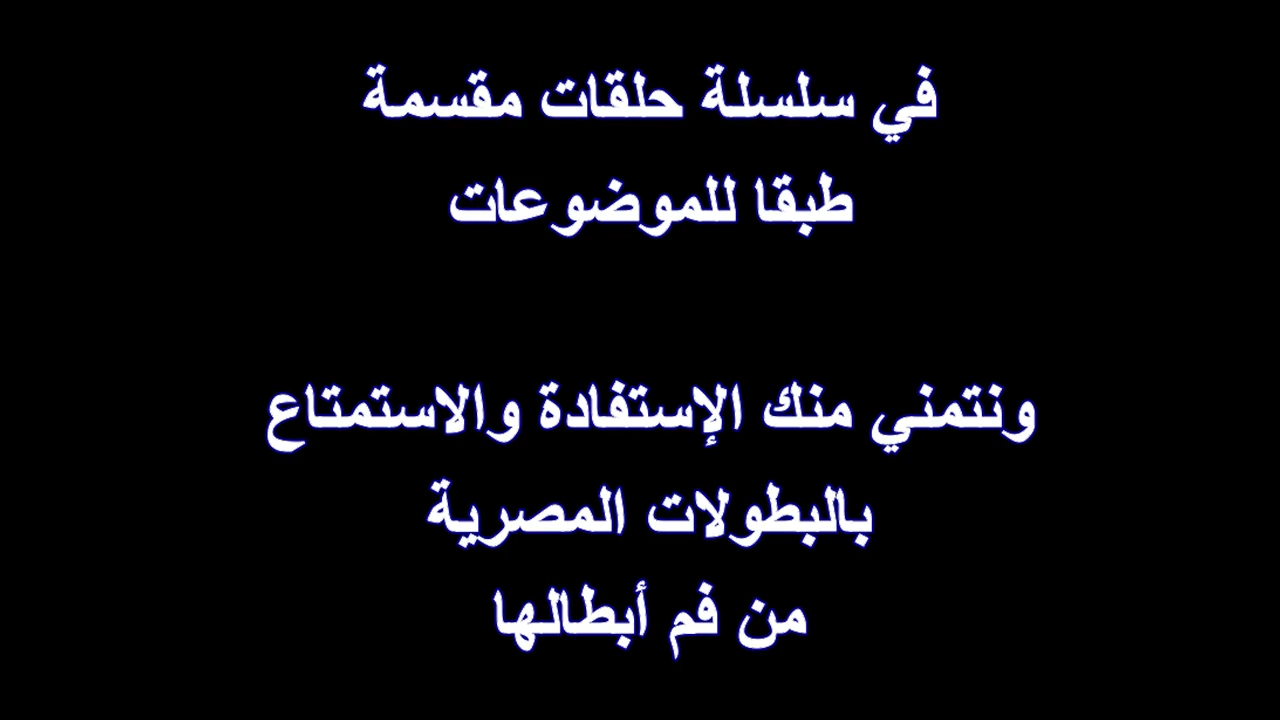 في سلسلة حلقات مقسمة
طبقا للموضوعات
ونتمني منك الإستفادة والاستمتاع
بالبطولات المصرية
من فم أبطالها